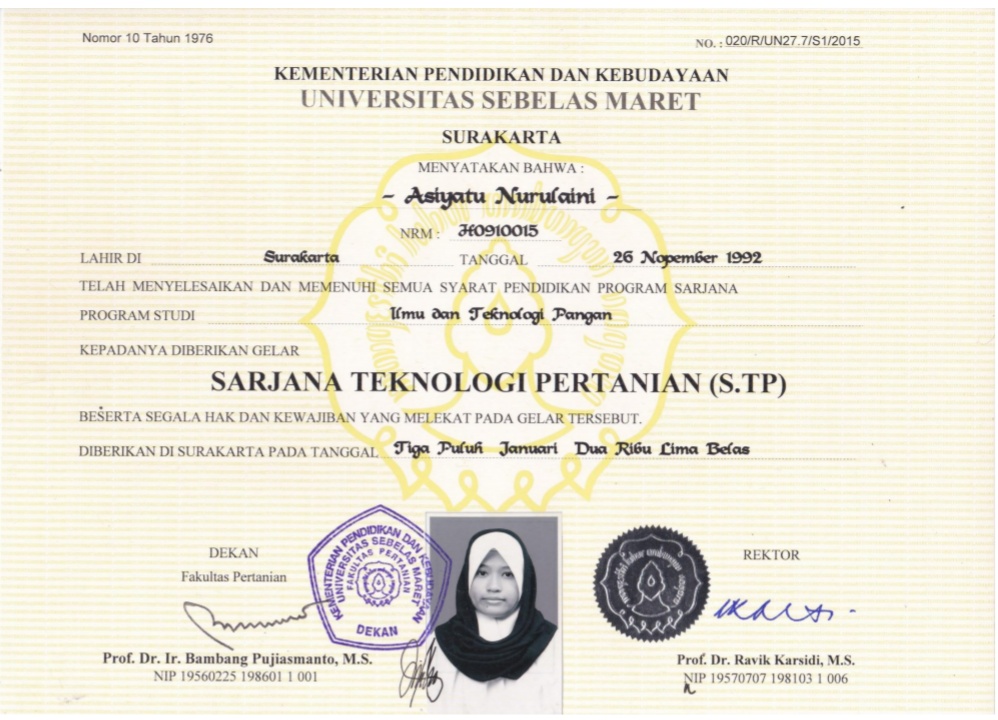 Nomor 10 Tahun 1976
NO. : 020/R/UN27.7/S1/2015
KEMENTERIAN PENDIDIKAN DAN KEBUDAYAAN
UNIVERSITAS SEBELAS MARET
SURAKARTA
MENYATAKAN BAHWA :
- Asiyatu Nurulaini -
NRM : H0910015
LAHIR DI Surakarta TANGGAL 26 Nopember 1992
TELAH MENYELESAIKAN DAN MEMENUHI SEMUA SYARAT PENDIDIKAN PROGRAM SARJANA
PROGRAM STUDI Ilmu dan Teknologi Pangan
KEPADANYA DIBERIKAN GELAR
SARJANA TEKNOLOGI PERTANIAN (S.TP)
BESERTA SEGALA HAK DAN KEWAJIBAN YANG MELEKAT PADA GELAR TERSEBUT.
DIBERIKAN DI SURAKARTA PADA TANGGAL Tiga Puluh Januari Dua Ribu Lima Belas
DEKAN
Fakultas Pertanian
KEMENTERIAN PENDIDIKAN DAN KEBUDAYAAN
UNIVERSITAS SEBELAS MARET
FAKULTAS PERTANIAN
DEKAN
REKTOR
Prof. Dr. Ir. Bambang Pujiasmanto, M.S.
NIP 19560225 198601 1 001
Prof. Dr. Ravik Karsidi, M.S.
NIP 19570707 198103 1 006